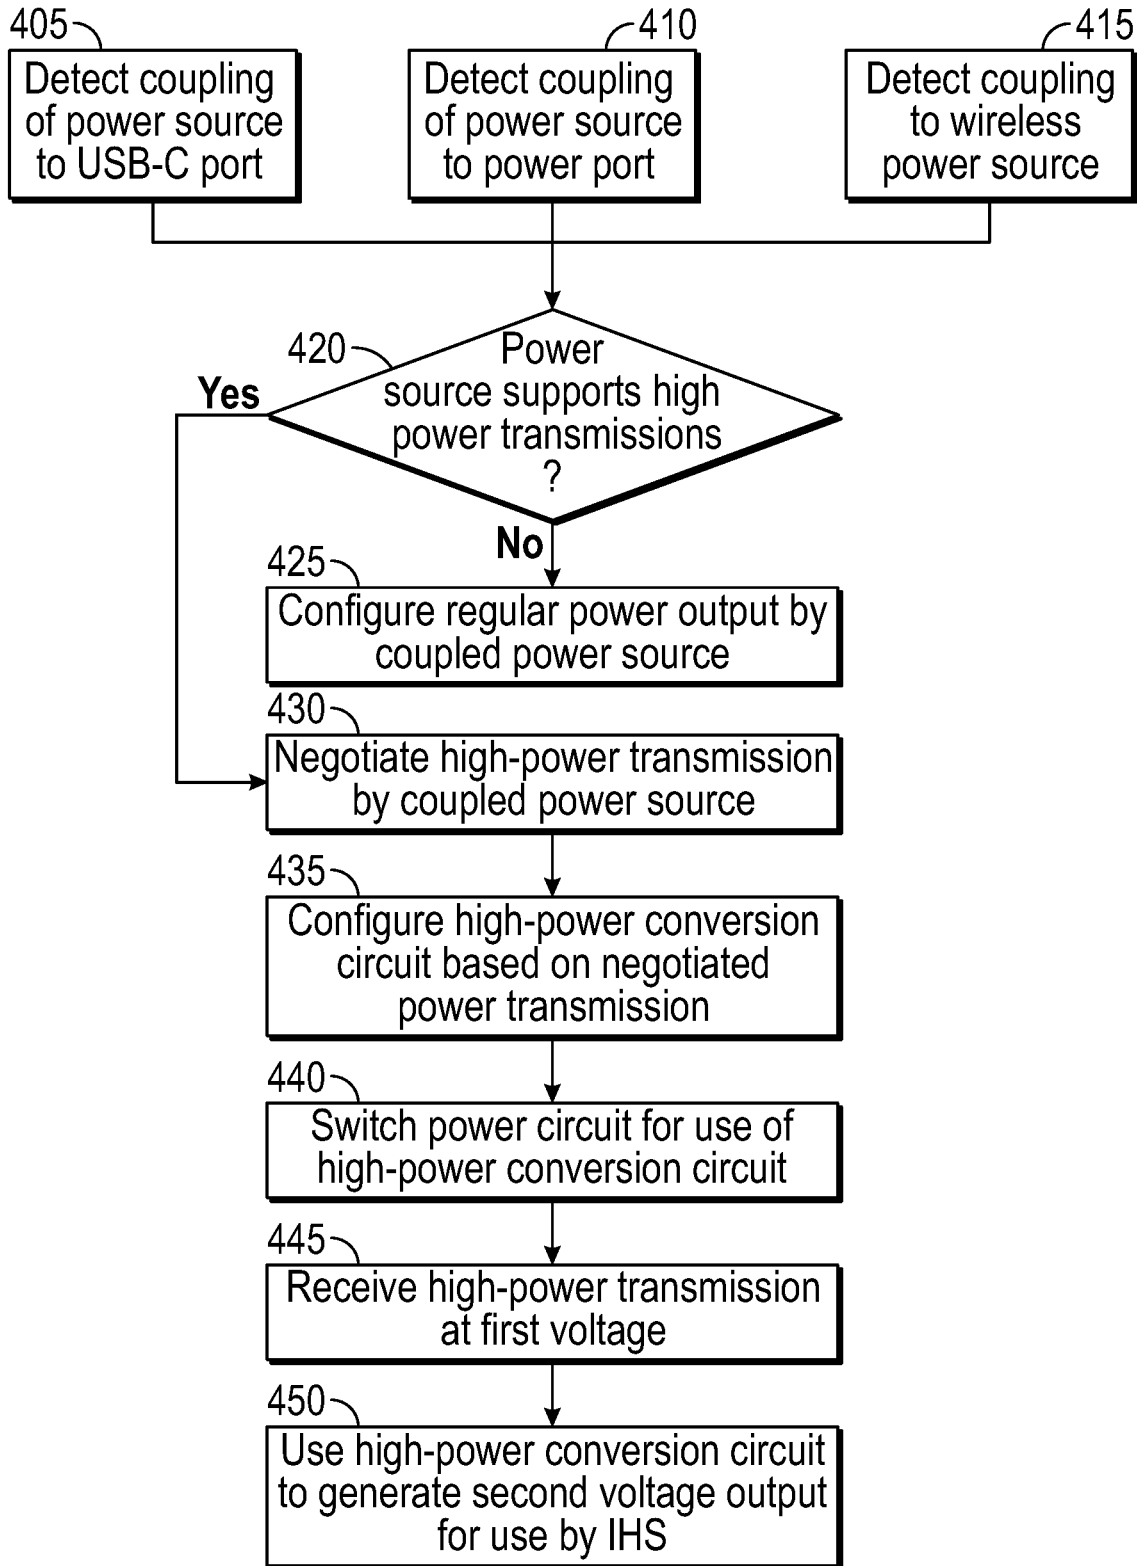 405
Detect coupling
of power source
to USB-C port
410
Detect coupling
of power source
to power port
415
Detect coupling
to wireless
power source
420
Power
source supports high
power transmissions
?
Yes
No
425
Configure regular power output by
coupled power source
430
Negotiate high-power transmission
by coupled power source
435
Configure high-power conversion
circuit based on negotiated
power transmission
440
Switch power circuit for use of
high-power conversion circuit
445
Receive high-power transmission
at first voltage
450
Use high-power conversion circuit
to generate second voltage output
for use by IHS